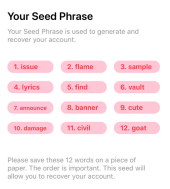 Your Seed Phrase
Your Seed Phrase is used to generate and
recover your account.
1. issue 2. flame 3. sample
4. lyrics 5. find 6. vault
7. announce 8. banner 9. cute
10. damage 11. civil 12. goat
Please save these 12 words on a piece of
paper. The order is important. This seed will
allow you to recover your account.